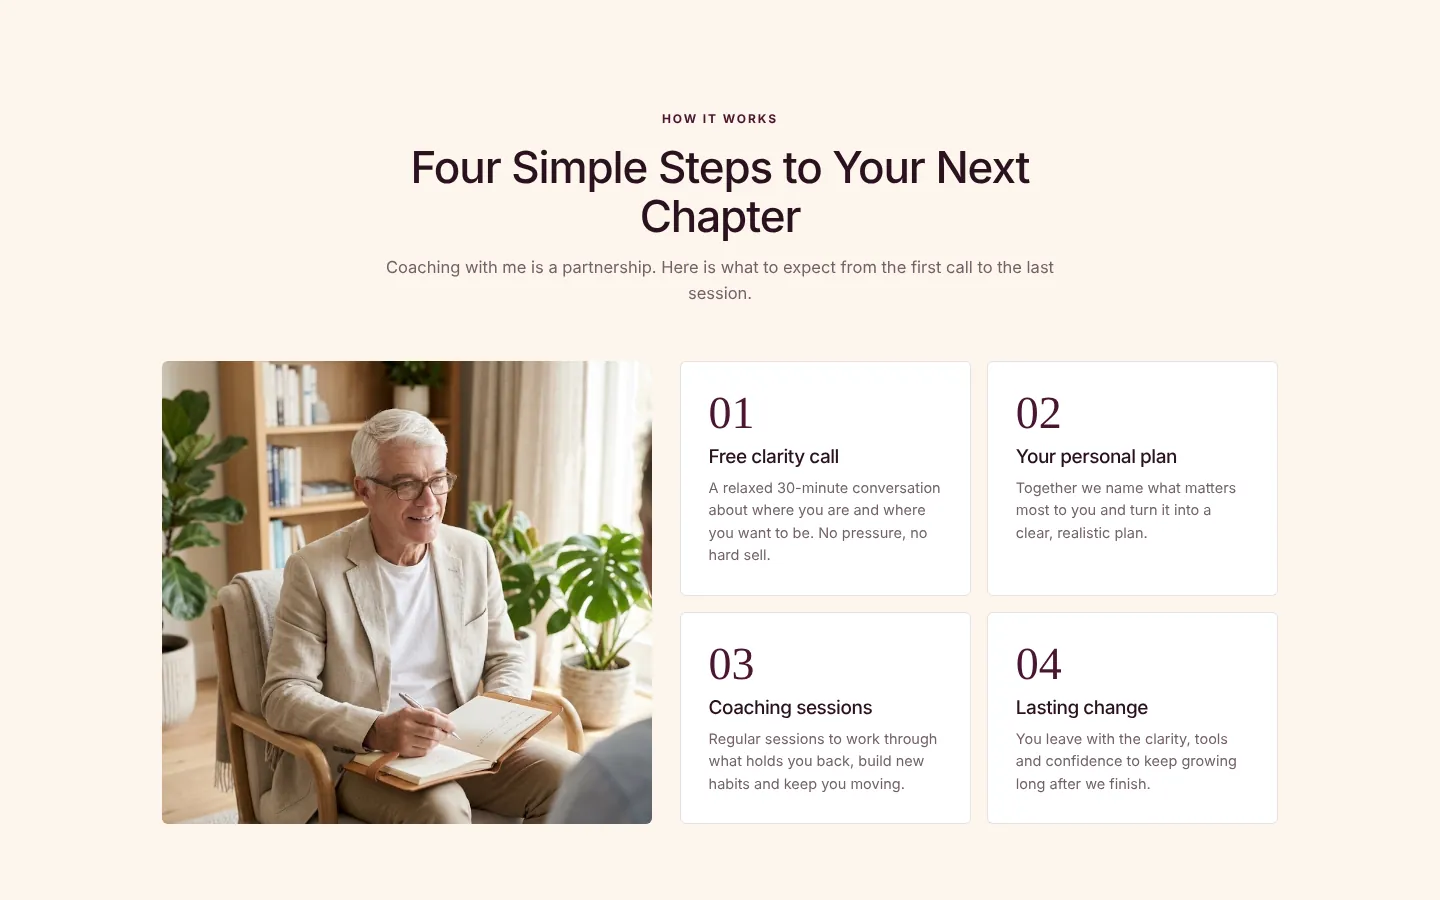 HOW IT WORKS
Four Simple Steps to Your Next
Chapter
Coaching with me is a partnership. Here is what to expect from the first call to the last
session.
01
Free clarity call
A relaxed 30-minute conversation
about where you are and where
you want to be. No pressure, no
hard sell.
02
Your personal plan
Together we name what matters
most to you and turn it into a
clear, realistic plan.
03
Coaching sessions
Regular sessions to work through
what holds you back, build new
habits and keep you moving.
04
Lasting change
You leave with the clarity, tools
and confidence to keep growing
long after we finish.